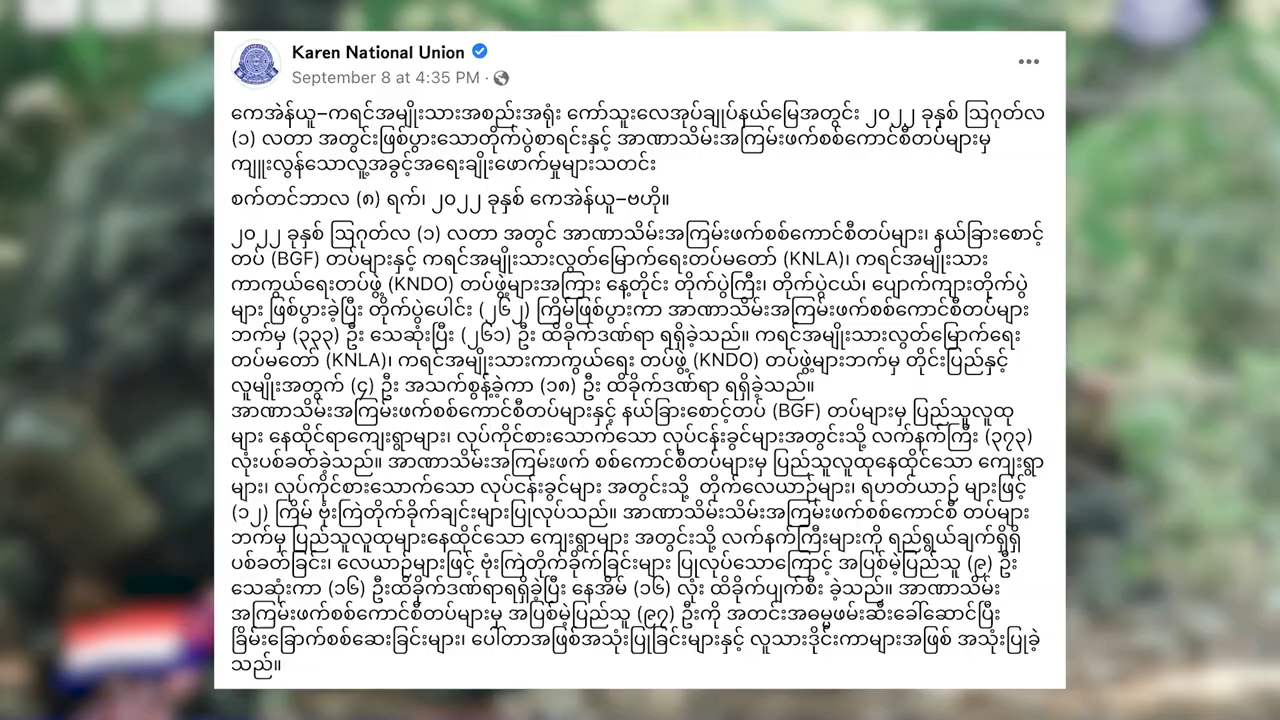 Karen National Union
September 8 at 4:35 PM ·
ကေအဲန်ယူ–ကရင်အမျိုးသားအစည်းအရုံး ကော်သူးလေအုပ်ချုပ်နယ်မြေအတွင်း ၂၀၂၂ ခုနှစ် ဩဂုတ်လ
(၁) လတာ အတွင်းဖြစ်ပွားသောတိုက်ပွဲစာရင်းနှင့် အာဏာသိမ်းအကြမ်းဖက်စစ်ကောင်စီတပ်များမှ
ကျူးလွန်သောလူ့အခွင့်အရေးချိုးဖောက်မှုများသတင်း
စက်တင်ဘာလ (၈) ရက်၊ ၂၀၂၂ ခုနှစ် ကေအဲန်ယူ–ဗဟို။
၂၀၂၂ ခုနှစ် ဩဂုတ်လ (၁) လတာ အတွင် အာဏာသိမ်းအကြမ်းဖက်စစ်ကောင်စီတပ်များ၊ နယ်ခြားစောင့်
တပ် (BGF) တပ်များနှင့် ကရင်အမျိုးသားလွတ်မြောက်ရေးတပ်မတော် (KNLA)၊ ကရင်အမျိုးသား
ကာကွယ်ရေးတပ်ဖွဲ့ (KNDO) တပ်ဖွဲ့များအကြား နေ့တိုင်း တိုက်ပွဲကြီး၊ တိုက်ပွဲငယ်၊ ပျောက်ကျားတိုက်ပွဲ
များ ဖြစ်ပွားခဲ့ပြီး တိုက်ပွဲပေါင်း (၂၆၂) ကြိမ်ဖြစ်ပွားကာ အာဏာသိမ်းအကြမ်းဖက်စစ်ကောင်စီတပ်များ
ဘက်မှ (၃၃၃) ဦး သေဆုံးပြီး (၂၆၁) ဦး ထိခိုက်ဒဏ်ရာ ရရှိခဲ့သည်။ ကရင်အမျိုးသားလွတ်မြောက်ရေး
တပ်မတော် (KNLA)၊ ကရင်အမျိုးသားကာကွယ်ရေး တပ်ဖွဲ့ (KNDO) တပ်ဖွဲ့များဘက်မှ တိုင်းပြည်နှင့်
လူမျိုးအတွက် (၄) ဦး အသက်စွန့်ခဲ့ကာ (၁၈) ဦး ထိခိုက်ဒဏ်ရာ ရရှိခဲ့သည်။
အာဏာသိမ်းအကြမ်းဖက်စစ်ကောင်စီတပ်များနှင့် နယ်ခြားစောင့်တပ် (BGF) တပ်များမှ ပြည်သူလူထု
များ နေထိုင်ရာကျေးရွာများ၊ လုပ်ကိုင်စားသောက်သော လုပ်ငန်းခွင်များအတွင်းသို့ လက်နက်ကြီး (၃၇၃)
လုံးပစ်ခတ်ခဲ့သည်။ အာဏာသိမ်းအကြမ်းဖက် စစ်ကောင်စီတပ်များမှ ပြည်သူလူထုနေထိုင်သော ကျေးရွာ
များ၊ လုပ်ကိုင်စားသောက်သော လုပ်ငန်းခွင်များ အတွင်းသို့ တိုက်လေယာဉ်များ၊ ရဟတ်ယာဉ် များဖြင့်
(၁၂) ကြိမ် ဗုံးကြဲတိုက်ခိုက်ချင်းများပြုလုပ်သည်။ အာဏာသိမ်းသိမ်းအကြမ်းဖက်စစ်ကောင်စီ တပ်များ
ဘက်မှ ပြည်သူလူထုများနေထိုင်သော ကျေးရွာများ အတွင်းသို့ လက်နက်ကြီးများကို ရည်ရွယ်ချက်ရှိရှိ
ပစ်ခတ်ခြင်း၊ လေယာဉ်များဖြင့် ဗုံးကြဲတိုက်ခိုက်ခြင်းများ ပြုလုပ်သောကြောင့် အပြစ်မဲ့ပြည်သူ (၉) ဦး
သေဆုံးကာ (၁၆) ဦးထိခိုက်ဒဏ်ရာရရှိခဲ့ပြီး နေအိမ် (၁၆) လုံး ထိခိုက်ပျက်စီး ခဲ့သည်။ အာဏာသိမ်း
အကြမ်းဖက်စစ်ကောင်စီတပ်များမှ အပြစ်မဲ့ပြည်သူ (၉၇) ဦးကို အတင်းအဓမ္မဖမ်းဆီးခေါ်ဆောင်ပြီး
ခြိမ်းခြောက်စစ်ဆေးခြင်းများ၊ ပေါ်တာအဖြစ်အသုံးပြုခြင်းများနှင့် လူသားဒိုင်းကာများအဖြစ် အသုံးပြုခဲ့
သည်။